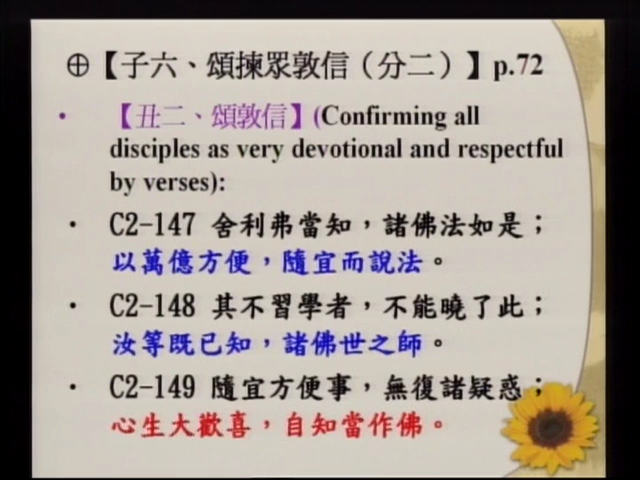 ⊕【子六、頌揀眾敦信（分二）】p.72
• 【丑二、頌敦信】(Confirming all
disciples as very devotional and respectful
by verses):
• C2-147 舍利弗當知，諸佛法如是；
以萬億方便，隨宜而說法。
• C2-148 其不習學者，不能曉了此；
汝等既已知，諸佛世之師。
• C2-149 隨宜方便事，無復諸疑惑；
心生大歡喜，自知當作佛。